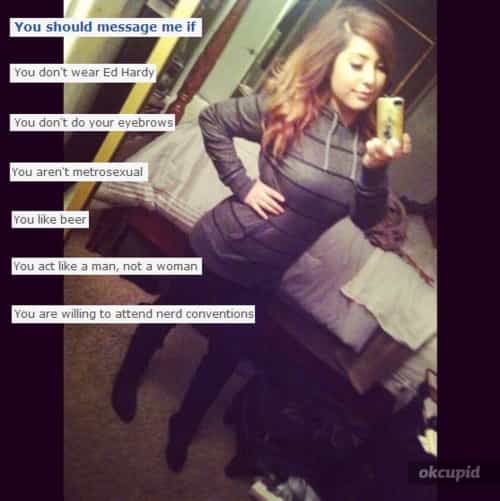 You should message me if
You don't wear Ed Hardy
You don't do your eyebrows
You aren't metrosexual
You like beer
You act like a man, not a woman
You are willing to attend nerd conventions
okcupid